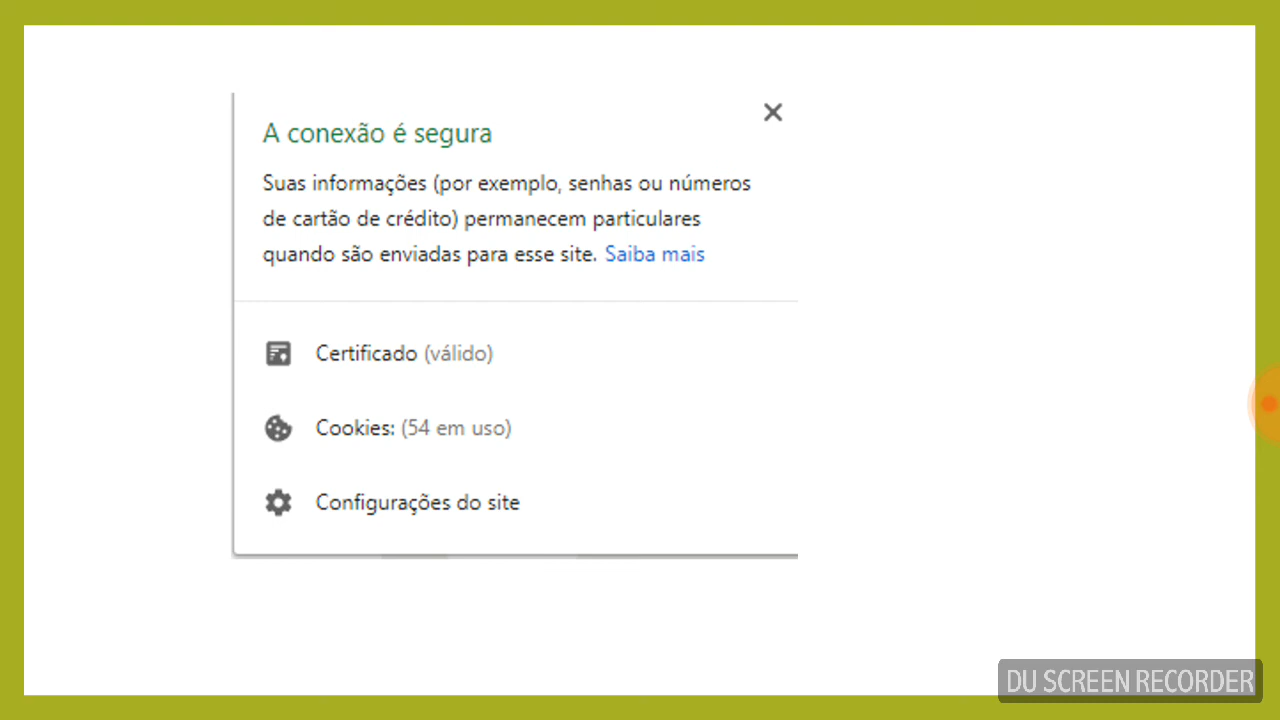 A conexão é segura
Suas informações (por exemplo, senhas ou números
de cartão de crédito) permanecem particulares
quando são enviadas para esse site. Saiba mais
Certificado (válido)
Cookies: (54 em uso)
Configurações do site
DU SCREEN RECORDER